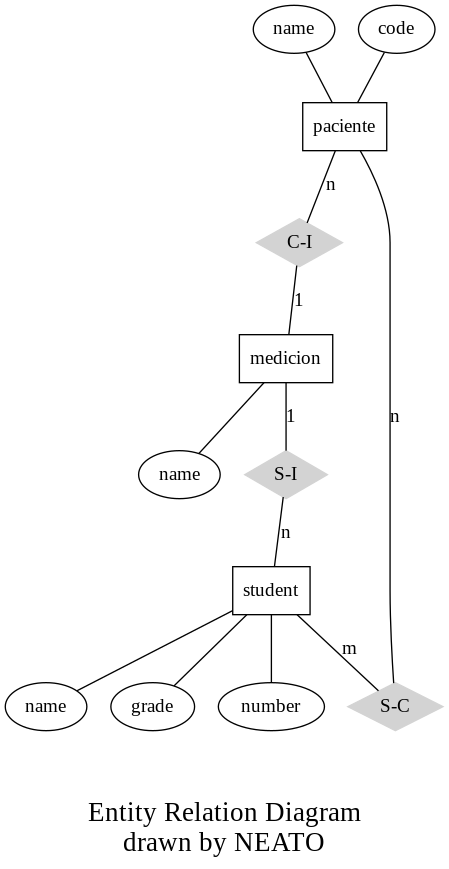 name
code
paciente
n
C-I
1
medicion
1
n
name
S-I
n
student
m
name
grade
number
S-C
Entity Relation Diagram
drawn by NEATO